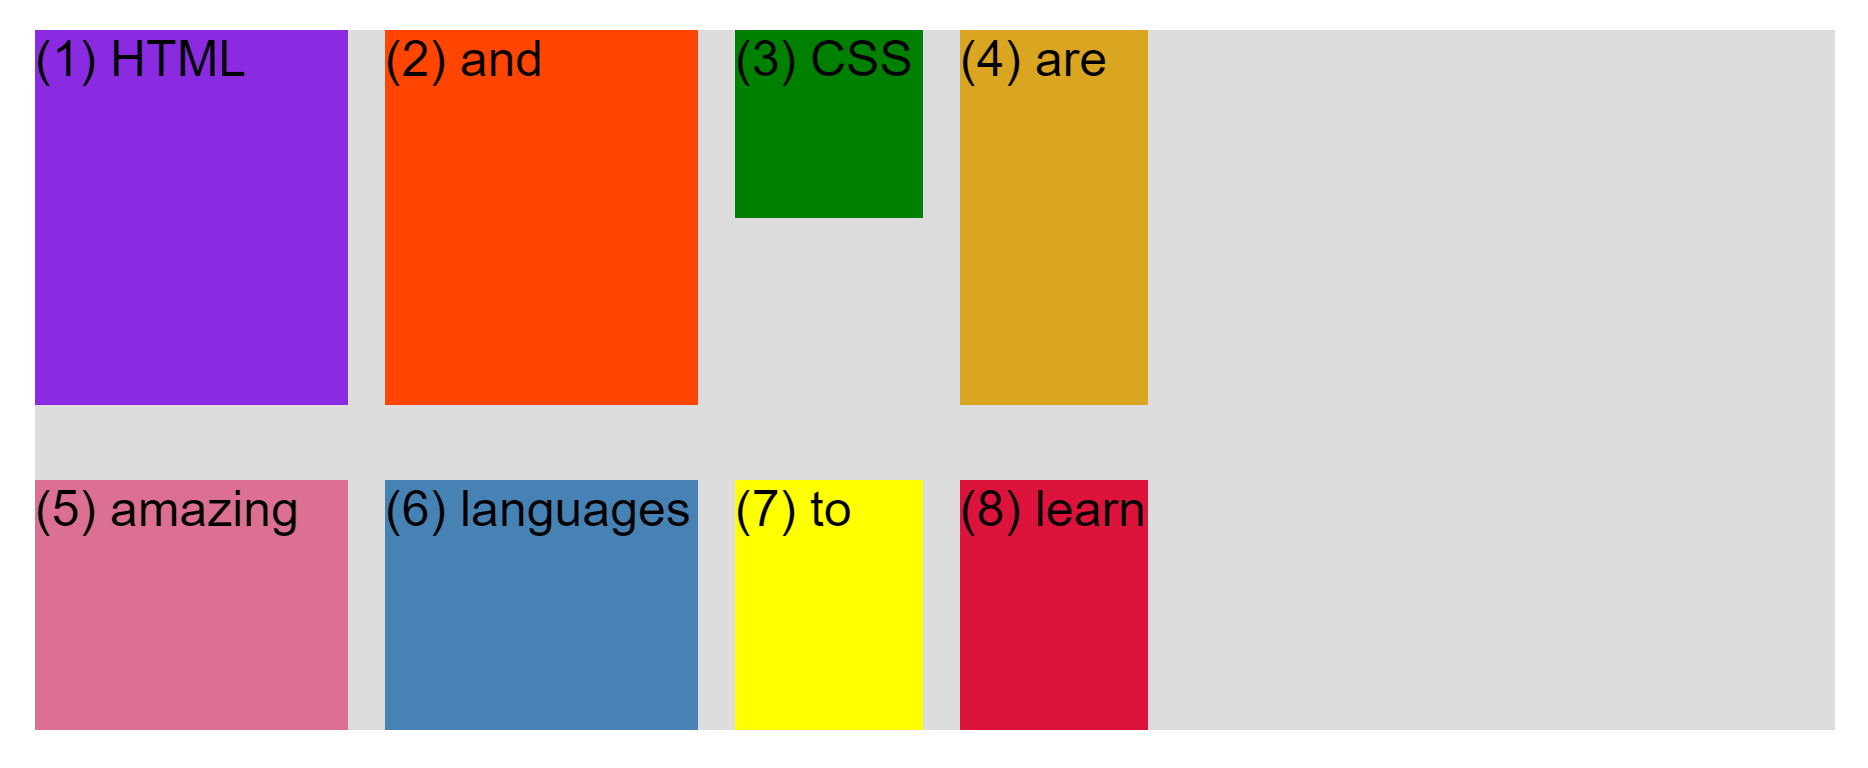 (1) HTML (2) and (3) CSS (4) are
(5) amazing (6) languages (7) to (8) learn